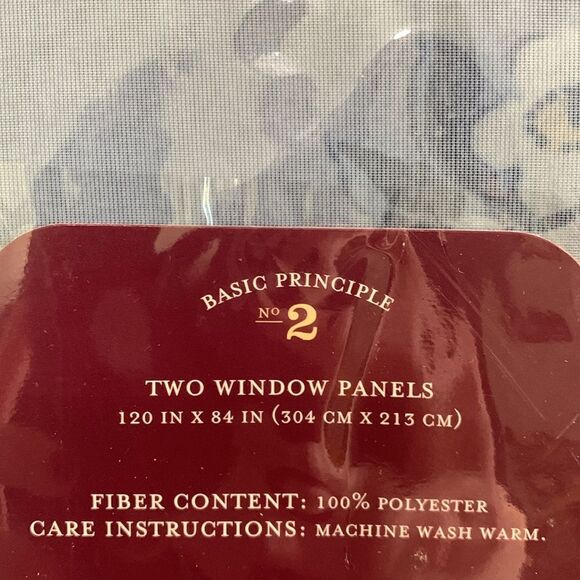 BASIC PRINCIPLE
Nº 2
TWO WINDOW PANELS
120 IN X 84 IN (304 CM X 213 CM)
FIBER CONTENT: 100% POLYESTER
CARE INSTRUCTIONS: MACHINE WASH WARM.